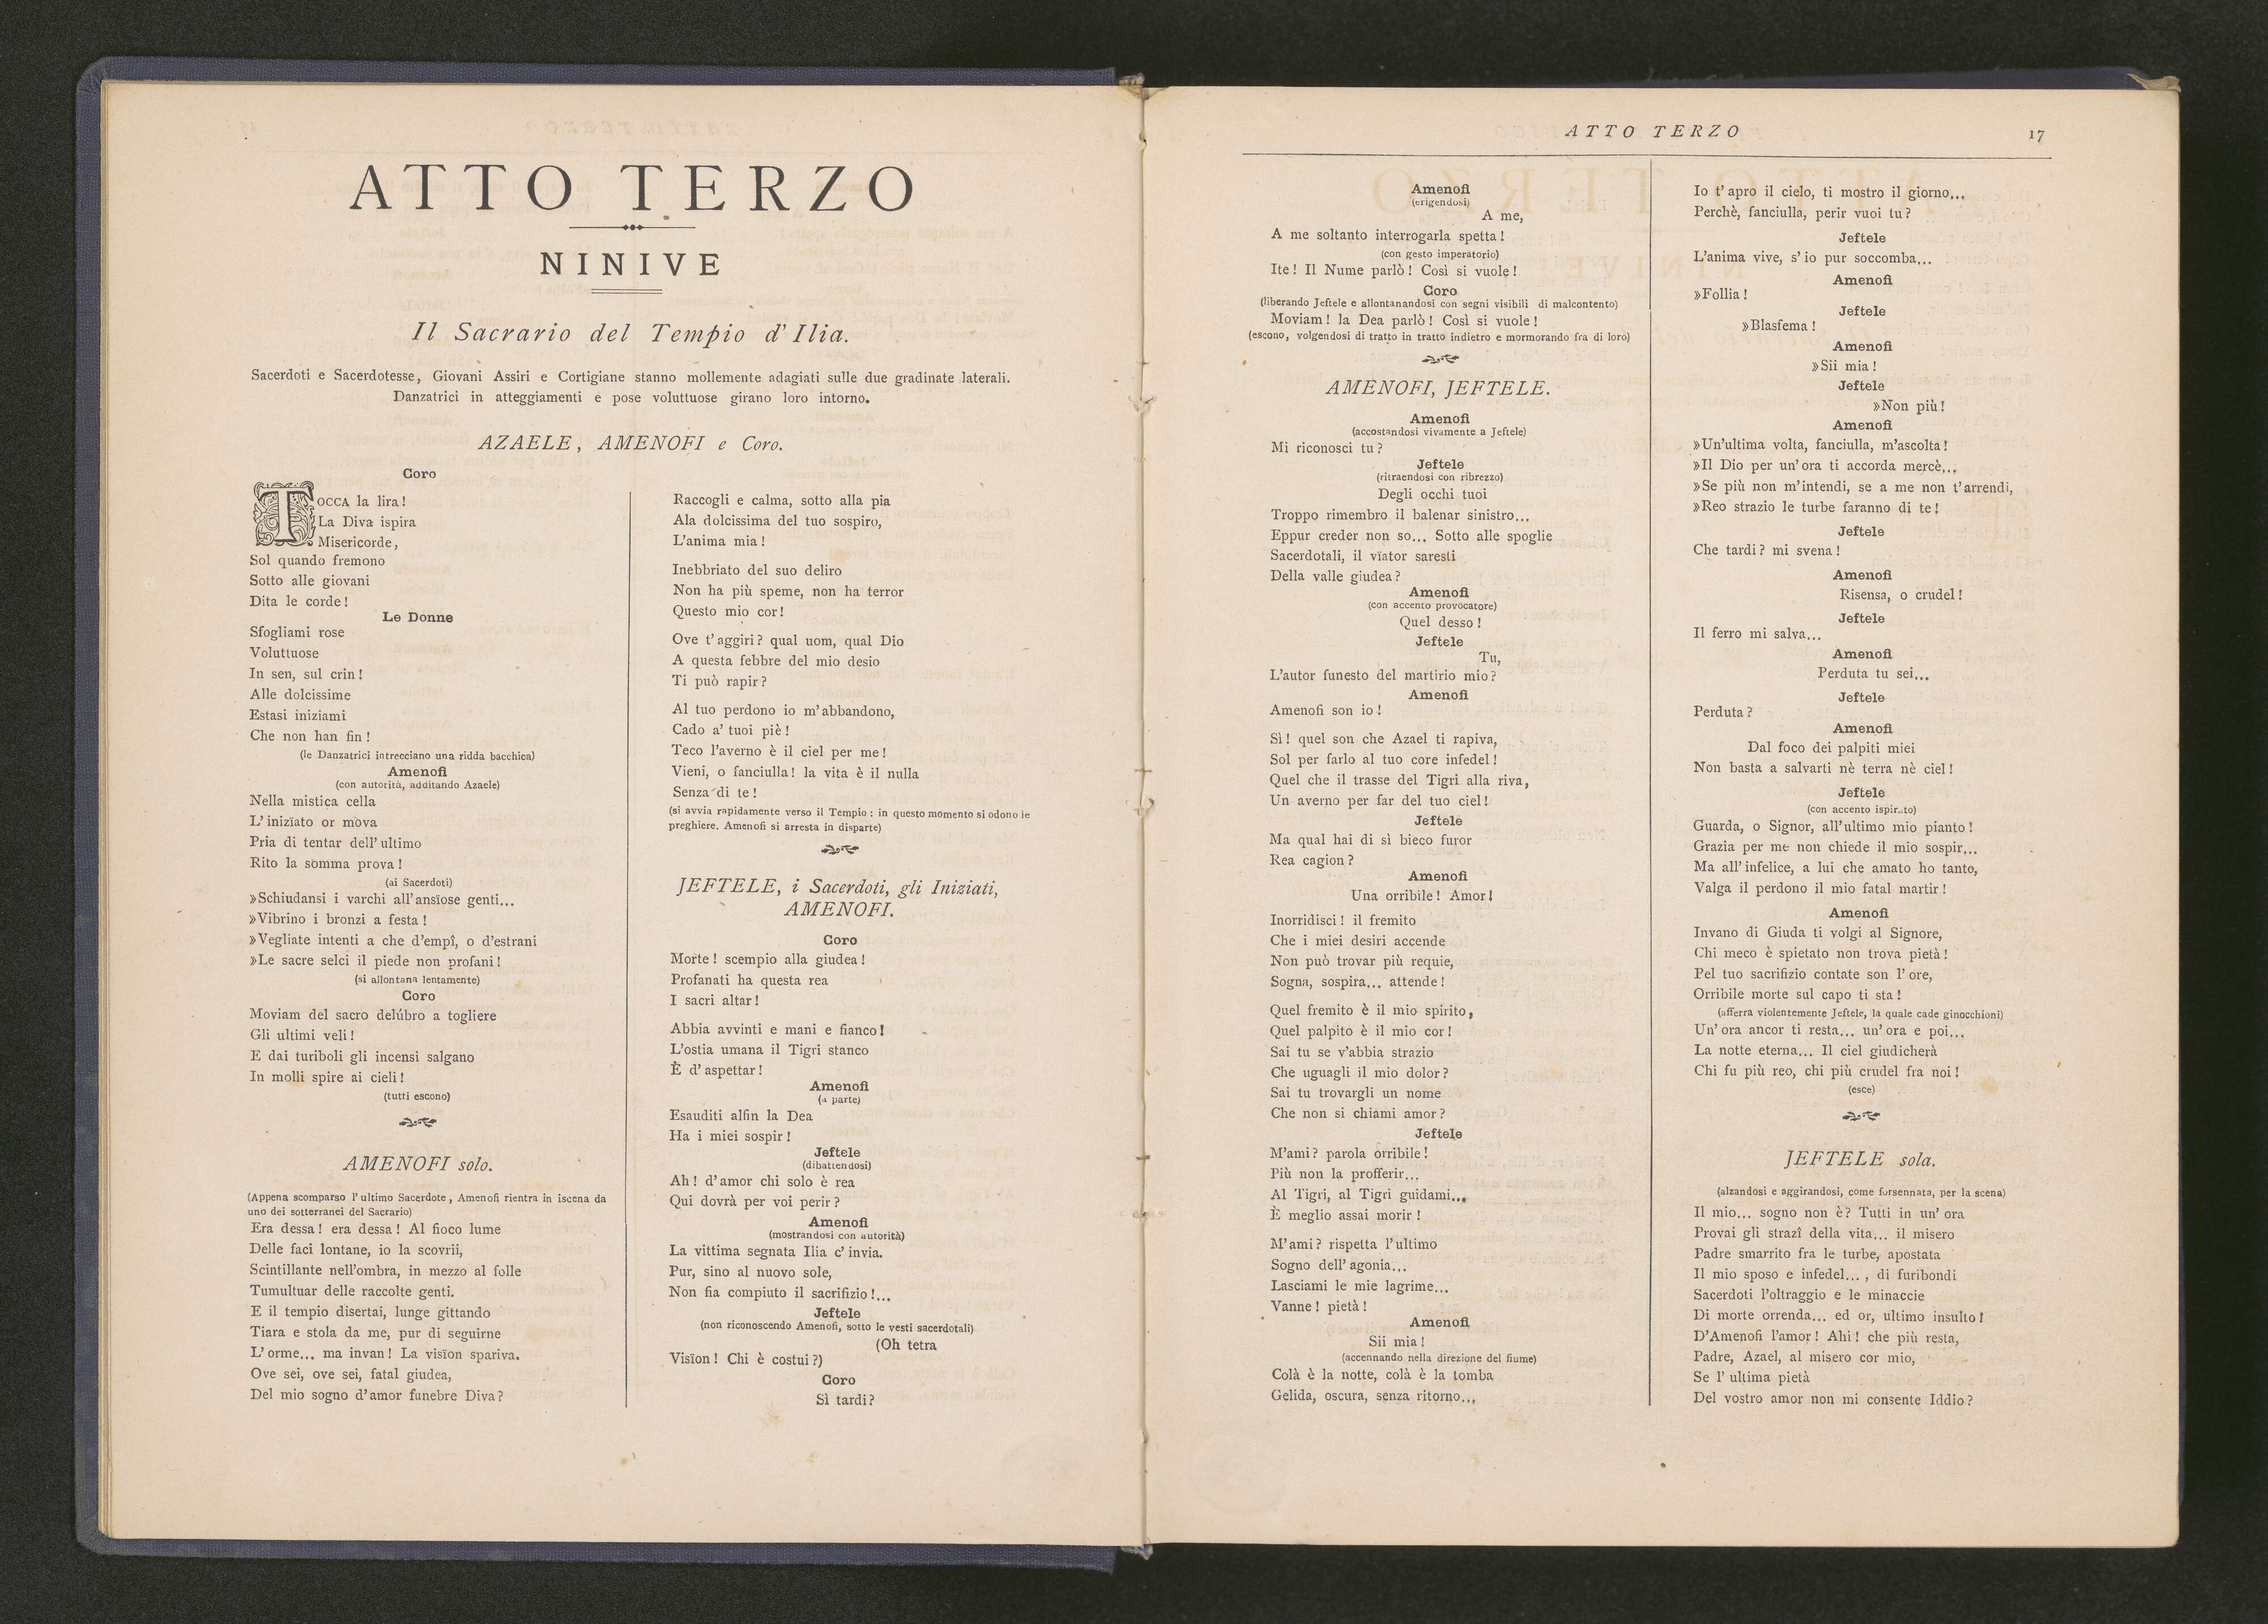 ATTO TERZO
NINIVE
Il Sacrario del Tempio d' Ilia.
Sacerdoti e Sacerdotesse, Giovani Assiri e Cortigiane stanno mollemente adagiati sulle due gradinate laterali.
Danzatrici in atteggiamenti e pose voluttuose girano loro intorno.
AZAELE, AMENOFI e Coro.
Coro
TOCCA la lira!
La Diva ispira
Misericorde,
Sol quando fremono
Sotto alle giovani
Dita le corde!
Le Donne
Sfogliami rose
Voluttuose
In sen, sul crin!
Alle dolcissime
Estasi iniziami
Che non han fin!
(le Danzatrici intrecciano una ridda bacchica)
Amenofi
(con autorità, additando Azaele)
Nella mistica cella
L' inizïato or mova
Pria di tentar dell' ultimo
Rito la somma prova!
(ai Sacerdoti)
»Schiudansi i varchi all' ansïose genti...
»Vibrino i bronzi a festa!
»Vegliate intenti a che d'empî, o d'estrani
»Le sacre selci il piede non profani!
(si allontana lentamente)
Coro
Moviam del sacro delúbro a togliere
Gli ultimi veli!
E dai turiboli gli incensi salgano
In molli spire ai cieli!
(tutti escono)
AMENOFI solo.
(Appena scomparso l' ultimo Sacerdote, Amenofi rientra in iscena da
uno dei sotterranei del Sacrario)
Era dessa! era dessa! Al fioco lume
Delle faci lontane, io la scovrii,
Scintillante nell'ombra, in mezzo al folle
Tumultuar delle raccolte genti.
E il tempio disertai, lunge gittando
Tiara e stola da me, pur di seguirne
L' orme... ma invan! La visïon spariva.
Ove sei, ove sei, fatal giudea,
Del mio sogno d' amor funebre Diva?
Raccogli e calma, sotto alla pia
Ala dolcissima del tuo sospiro,
L'anima mia!
Inebbriato del suo deliro
Non ha più speme, non ha terror
Questo mio cor!
Ove t' aggiri? qual uom, qual Dio
A questa febbre del mio desio
Ti può rapir?
Al tuo perdono io m' abbandono,
Cado a' tuoi piè!
Teco l'averno è il ciel per me!
Vieni, o fanciulla! la vita è il nulla
Senza di te!
(si avvia rapidamente verso il Tempio: in questo momento si odono le
preghiere. Amenofi si arresta in disparte)
JEFTELE, i Sacerdoti, gli Iniziati,
AMENOFI.
Coro
Morte! scempio alla giudea!
Profanati ha questa rea
I sacri altar!
Abbia avvinti e mani e fianco!
L'ostia umana il Tigri stanco
È d' aspettar!
Amenofi
(a parte)
Esauditi alfin la Dea
Ha i miei sospir!
Jeftele
(dibattendosi)
Ah! d' amor chi solo è rea
Qui dovrà per voi perir?
Amenofi
(mostrandosi con autorità)
La vittima segnata Ilia c' invia.
Pur, sino al nuovo sole,
Non fia compiuto il sacrifizio!...
Jeftele
(non riconoscendo Amenofi, sotto le vesti sacerdotali)
(Oh tetra
Visïon! Chi è costui?)
Coro
Sì tardi?
ATTO TERZO
17
Amenofi
(erigendosi)
A me,
A me soltanto interrogarla spetta!
(con gesto imperatorio)
Ite! Il Nume parlò! Così si vuole!
Coro
(liberando Jeftele e allontanandosi con segni visibili di malcontento)
Moviam! la Dea parlò! Così si vuole!
(escono, volgendosi di tratto in tratto indietro e mormorando fra di loro)
AMENOFI, JEFTELE.
Amenofi
(accostandosi vivamente a Jeftele)
Mi riconosci tu?
Jeftele
(ritraendosi con ribrezzo)
Degli occhi tuoi
Troppo rimembro il balenar sinistro...
Eppur creder non so... Sotto alle spoglie
Sacerdotali, il vïator saresti
Della valle giudea?
Amenofi
(con accento provocatore)
Quel desso!
Jeftele
Tu,
L'autor funesto del martirio mio?
Amenofi
Amenofi son io!
Sì! quel son che Azael ti rapiva,
Sol per farlo al tuo core infedel!
Quel che il trasse del Tigri alla riva,
Un averno per far del tuo ciel!
Jeftele
Ma qual hai di sì bieco furor
Rea cagion?
Amenofi
Una orribile! Amor!
Inorridisci! il fremito
Che i miei desiri accende
Non può trovar più requie,
Sogna, sospira... attende!
Quel fremito è il mio spirito,
Quel palpito è il mio cor!
Sai tu se v'abbia strazio
Che uguagli il mio dolor?
Sai tu trovargli un nome
Che non si chiami amor?
Jeftele
M'ami? parola orribile!
Più non la profferir...
Al Tigri, al Tigri guidami...
È meglio assai morir!
M'ami? rispetta l' ultimo
Sogno dell' agonia...
Lasciami le mie lagrime...
Vanne! pietà!
Amenofi
Sii mia!
(accennando nella direzione del fiume)
Colà è la notte, colà è la tomba
Gelida, oscura, senza ritorno...
Io t' apro il cielo, ti mostro il giorno...
Perchè, fanciulla, perir vuoi tu?
Jeftele
L'anima vive, s' io pur soccomba...
Amenofi
»Follia!
Jeftele
»Blasfema!
Amenofi
»Sii mia!
Jeftele
»Non più!
Amenofi
»Un'ultima volta, fanciulla, m'ascolta!
»Il Dio per un' ora ti accorda mercè...
»Se più non m'intendi, se a me non t'arrendi,
»Reo strazio le turbe faranno di te!
Jeftele
Che tardi? mi svena!
Amenofi
Risensa, o crudel!
Jeftele
Il ferro mi salva...
Amenofi
Perduta tu sei...
Jeftele
Perduta?
Amenofi
Dal foco dei palpiti miei
Non basta a salvarti nè terra nè ciel!
Jeftele
(con accento ispirato)
Guarda, o Signor, all'ultimo mio pianto!
Grazia per me non chiede il mio sospir...
Ma all' infelice, a lui che amato ho tanto,
Valga il perdono il mio fatal martir!
Amenofi
Invano di Giuda ti volgi al Signore,
Chi meco è spietato non trova pietà!
Pel tuo sacrifizio contate son l' ore,
Orribile morte sul capo ti sta!
(afferra violentemente Jeftele, la quale cade ginocchioni)
Un' ora ancor ti resta... un' ora e poi...
La notte eterna... Il ciel giudicherà
Chi fu più reo, chi più crudel fra noi!
(esce)
JEFTELE sola.
(alzandosi e aggirandosi, come forsennata, per la scena)
Il mio... sogno non è? Tutti in un' ora
Provai gli strazî della vita... il misero
Padre smarrito fra le turbe, apostata
Il mio sposo e infedel... , di furibondi
Sacerdoti l'oltraggio e le minaccie
Di morte orrenda... ed or, ultimo insulto!
D'Amenofi l'amor! Ahi! che più resta,
Padre, Azael, al misero cor mio,
Se l' ultima pietà
Del vostro amor non mi consente Iddio?